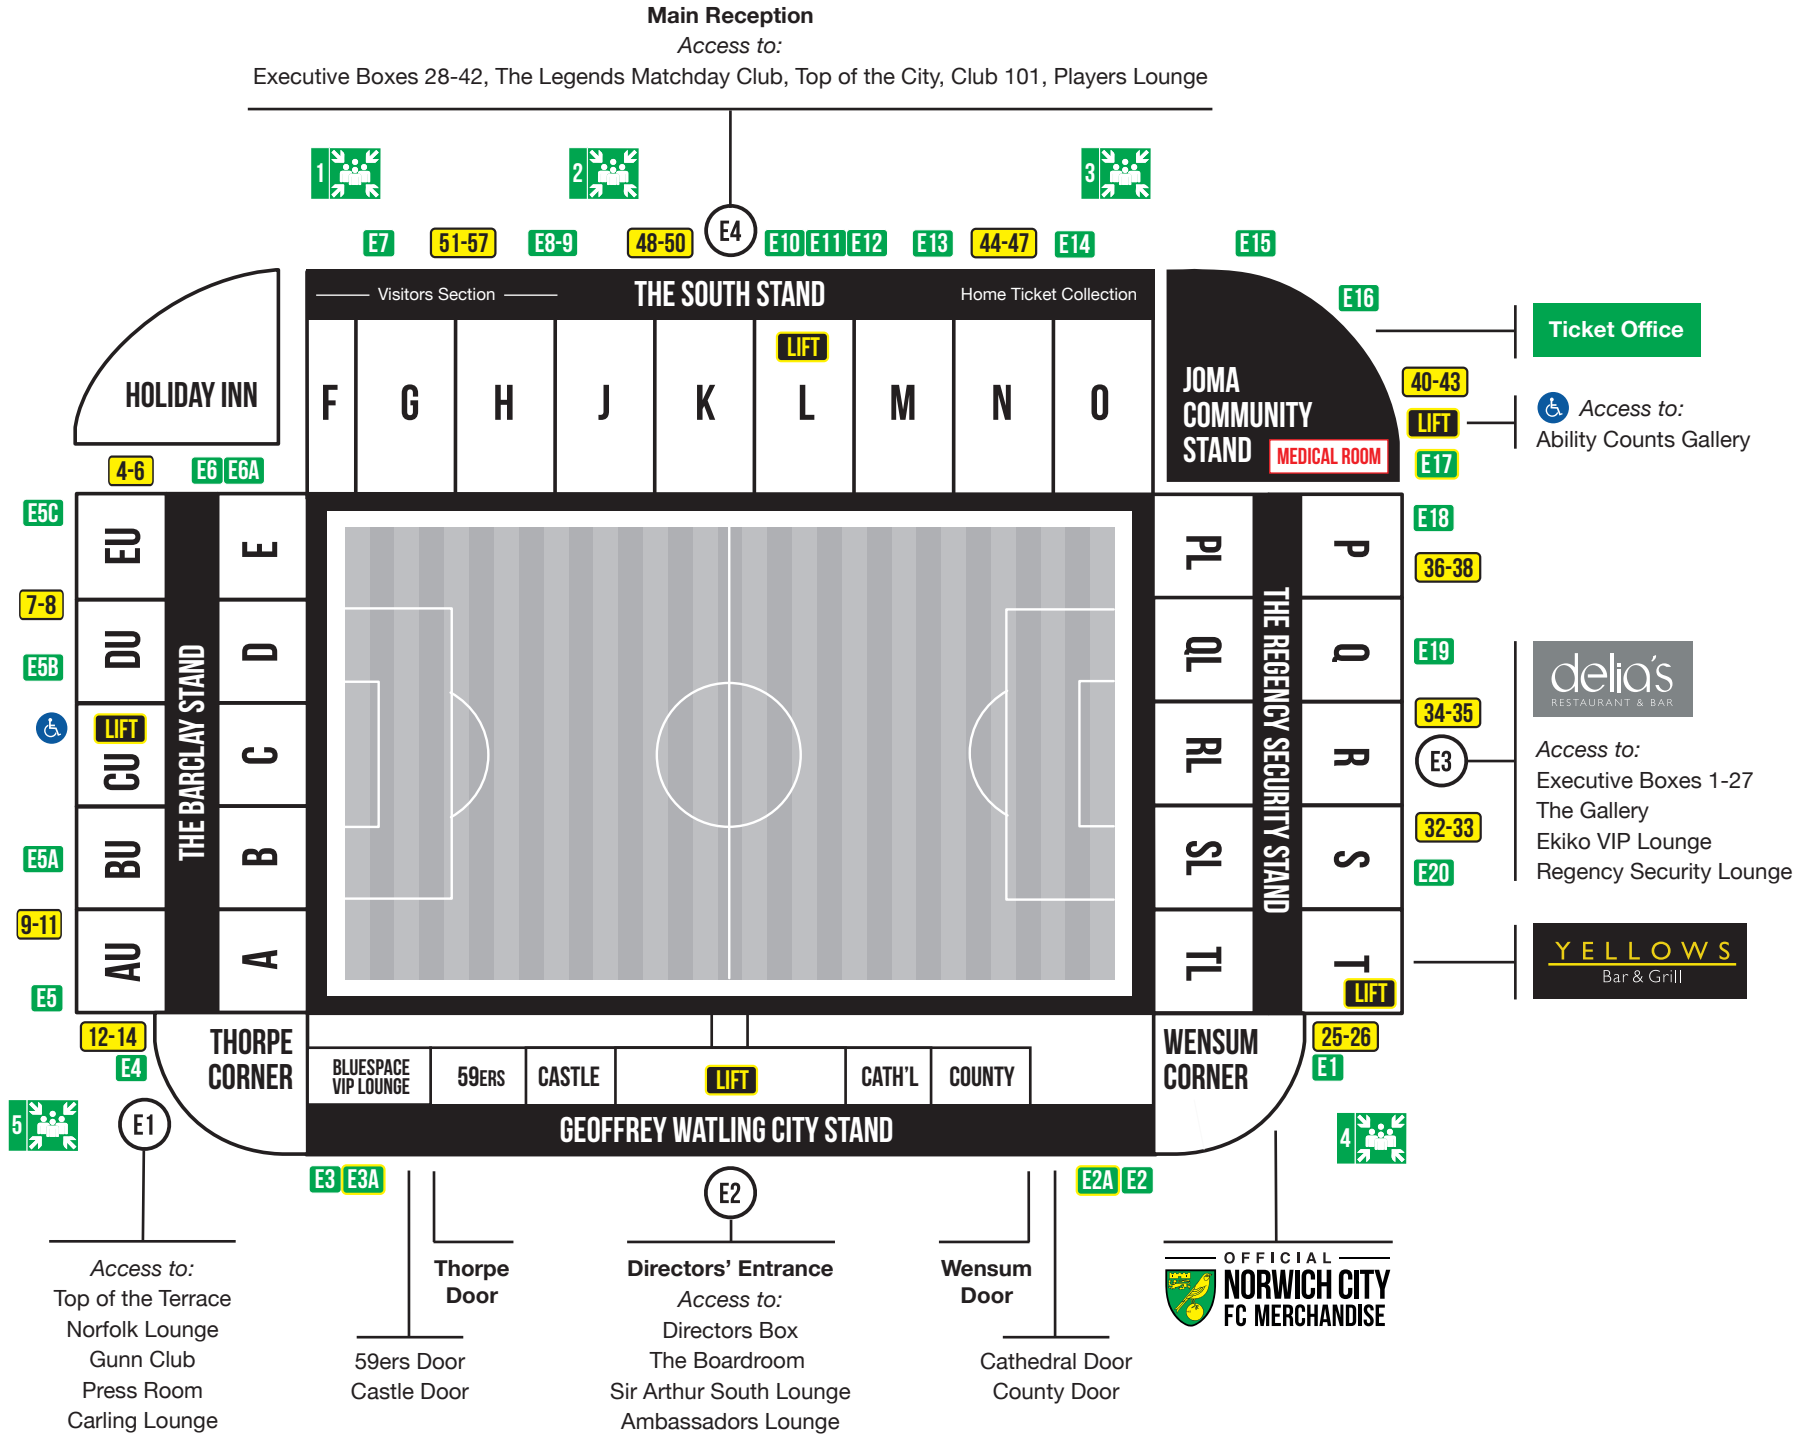 Main Reception
Access to:
Executive Boxes 28-42, The Legends Matchday Club, Top of the City, Club 101, Players Lounge
1
2
3
E7
51-57
E8-9
48-50
E4
E10
E11
E12
E13
44-47
E14
E15
E16
Visitors Section
THE SOUTH STAND
Home Ticket Collection
F
G
H
J
K
LIFT
L
M
N
O
HOLIDAY INN
JOMA
COMMUNITY
STAND
MEDICAL ROOM
Ticket Office
40-43
LIFT
Access to:
Ability Counts Gallery
E17
4-6
E6
E6A
E5C
7-8
E5B
E5A
9-11
E5
EU
DU
LIFT
CU
BU
AU
THE BARCLAY STAND
E
D
C
B
A
PL
QL
RL
SL
TL
THE REGENCY SECURITY STAND
P
Q
R
S
T
LIFT
E18
36-38
E19
34-35
E3
32-33
E20
delia's
RESTAURANT & BAR
Access to:
Executive Boxes 1-27
The Gallery
Ekiko VIP Lounge
Regency Security Lounge
YELLOWS
Bar & Grill
12-14
E4
5
E1
THORPE
CORNER
BLUESPACE
VIP LOUNGE
59ERS
CASTLE
LIFT
CATH'L
COUNTY
WENSUM
CORNER
25-26
E1
4
GEOFFREY WATLING CITY STAND
E3
E3A
E2
E2A
E2
Access to:
Top of the Terrace
Norfolk Lounge
Gunn Club
Press Room
Carling Lounge
Thorpe
Door
59ers Door
Castle Door
Directors' Entrance
Access to:
Directors Box
The Boardroom
Sir Arthur South Lounge
Ambassadors Lounge
Wensum
Door
Cathedral Door
County Door
OFFICIAL
NORWICH CITY
FC MERCHANDISE